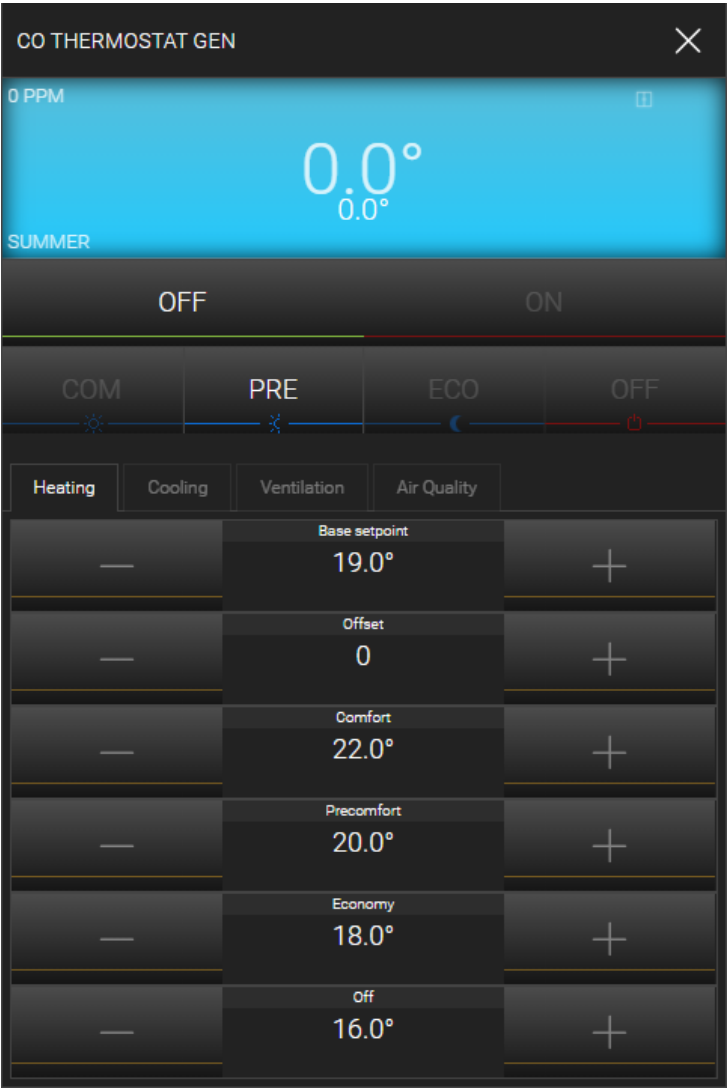 CO THERMOSTAT GEN
0 PPM
0.0°
0.0°
SUMMER
OFF ON
COM PRE ECO OFF
Heating Cooling Ventilation Air Quality
Base setpoint
19.0°
Offset
0
Comfort
22.0°
Precomfort
20.0°
Economy
18.0°
Off
16.0°